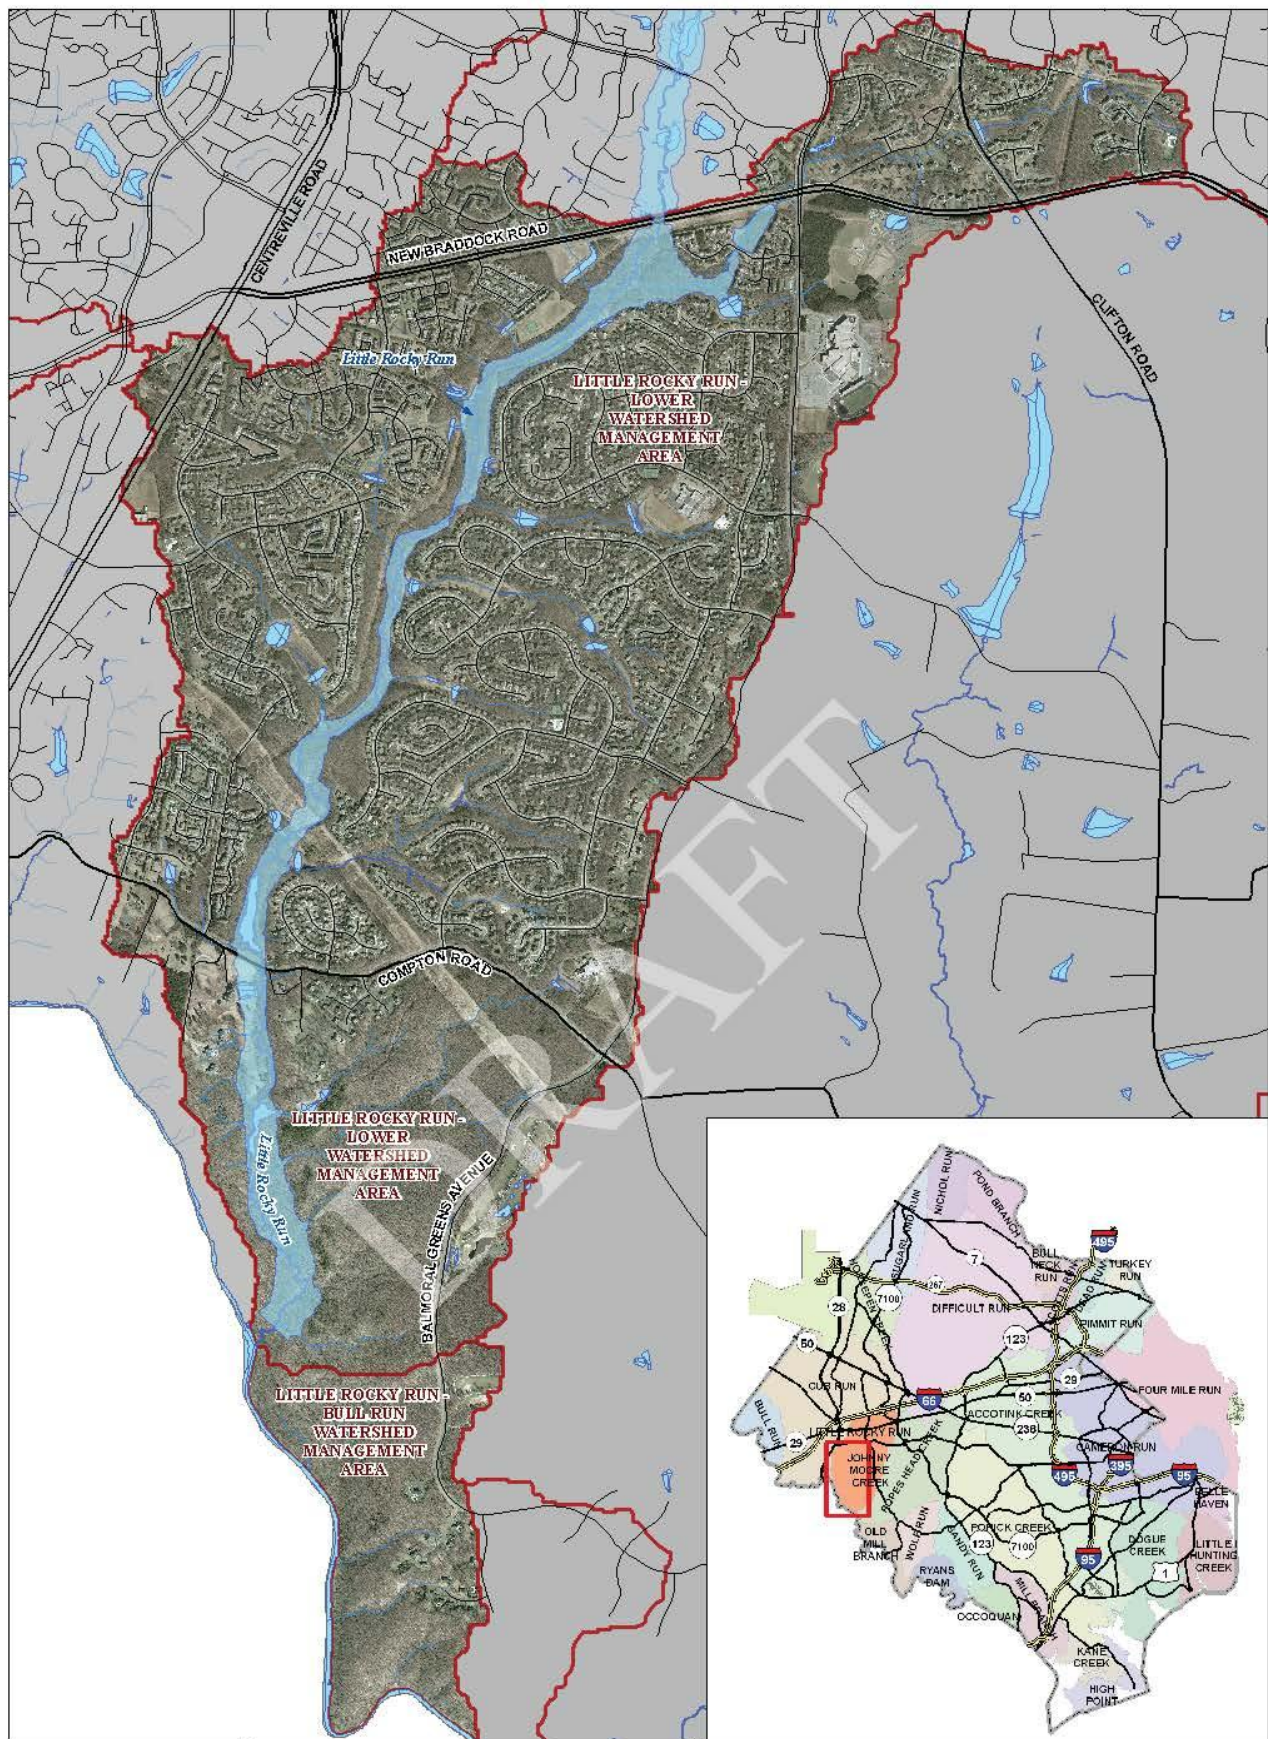 CENTREVILLE ROAD
NEW BRADDOCK ROAD
CLIFTON ROAD
Little Rocky Run
LITTLE ROCKY RUN -
LOWER
WATERSHED
MANAGEMENT
AREA
COMPTON ROAD
DRAFT
LITTLE ROCKY RUN -
LOWER
WATERSHED
MANAGEMENT
AREA
Little Rocky Run
BALMORAL GREENS AVENUE
LITTLE ROCKY RUN -
BULL RUN
WATERSHED
MANAGEMENT
AREA
NICHOL RUN
POND BRANCH
SUGARLAND RUN
495
BULL
NECK
RUN
SCOTTS RUN
DEAD RUN
TURKEY
RUN
7
267
7100
28
DIFFICULT RUN
PIMMIT RUN
123
50
CUB RUN
29
66
50
FOUR MILE RUN
BULL RUN
ACCOTINK CREEK
LITTLE ROCKY RUN
236
29
CAMERON RUN
JOHNNY
MOORE
CREEK
POPES HEAD CREEK
495
395
95
BELLE
HAVEN
OLD
MILL
BRANCH
WOLF RUN
SANDY RUN
POHICK CREEK
123
7100
95
DOGUE
CREEK
LITTLE
HUNTING
CREEK
1
RYANS
DAM
OCCOQUAN
KANE
CREEK
HIGH
POINT